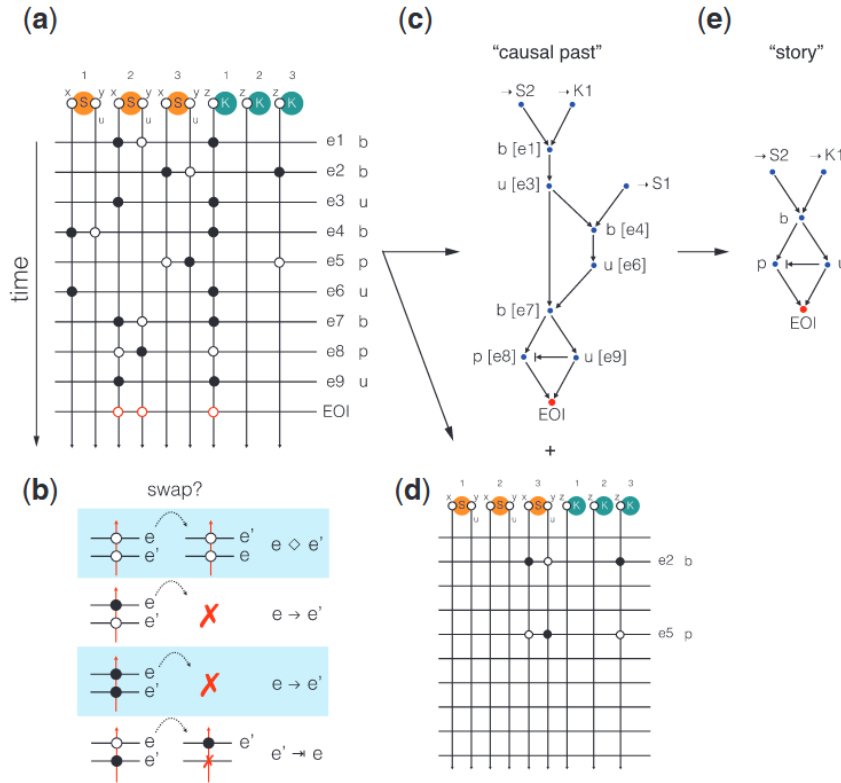 (a)
1 2 3 1 2 3
x S y u x S y u x S y u z K K z K
time
e1 b
e2 b
e3 u
e4 b
e5 p
e6 u
e7 b
e8 p
e9 u
EOI
(b)
swap?
e e' e' e e ◇ e'
e e' ✗ e → e'
e e' ✗ e → e'
e e' e' ✗ e' ⇥ e
(c)
"causal past"
→ S2 → K1
b [e1]
u [e3] → S1
b [e4]
u [e6]
b [e7]
p [e8] u [e9]
EOI
+
(d)
1 2 3 1 2 3
x S y u x S y u x S y u z K z K z K
e2 b
e5 p
(e)
"story"
→ S2 → K1
b
p u
EOI